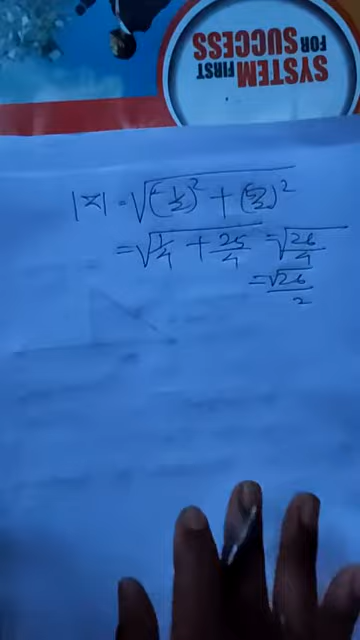 SYSTEM FIRST
FOR SUCCESS
|z| = √((-1/2)² + (5/2)²)
= √(1/4 + 25/4) = √(26/4)
= √26/2